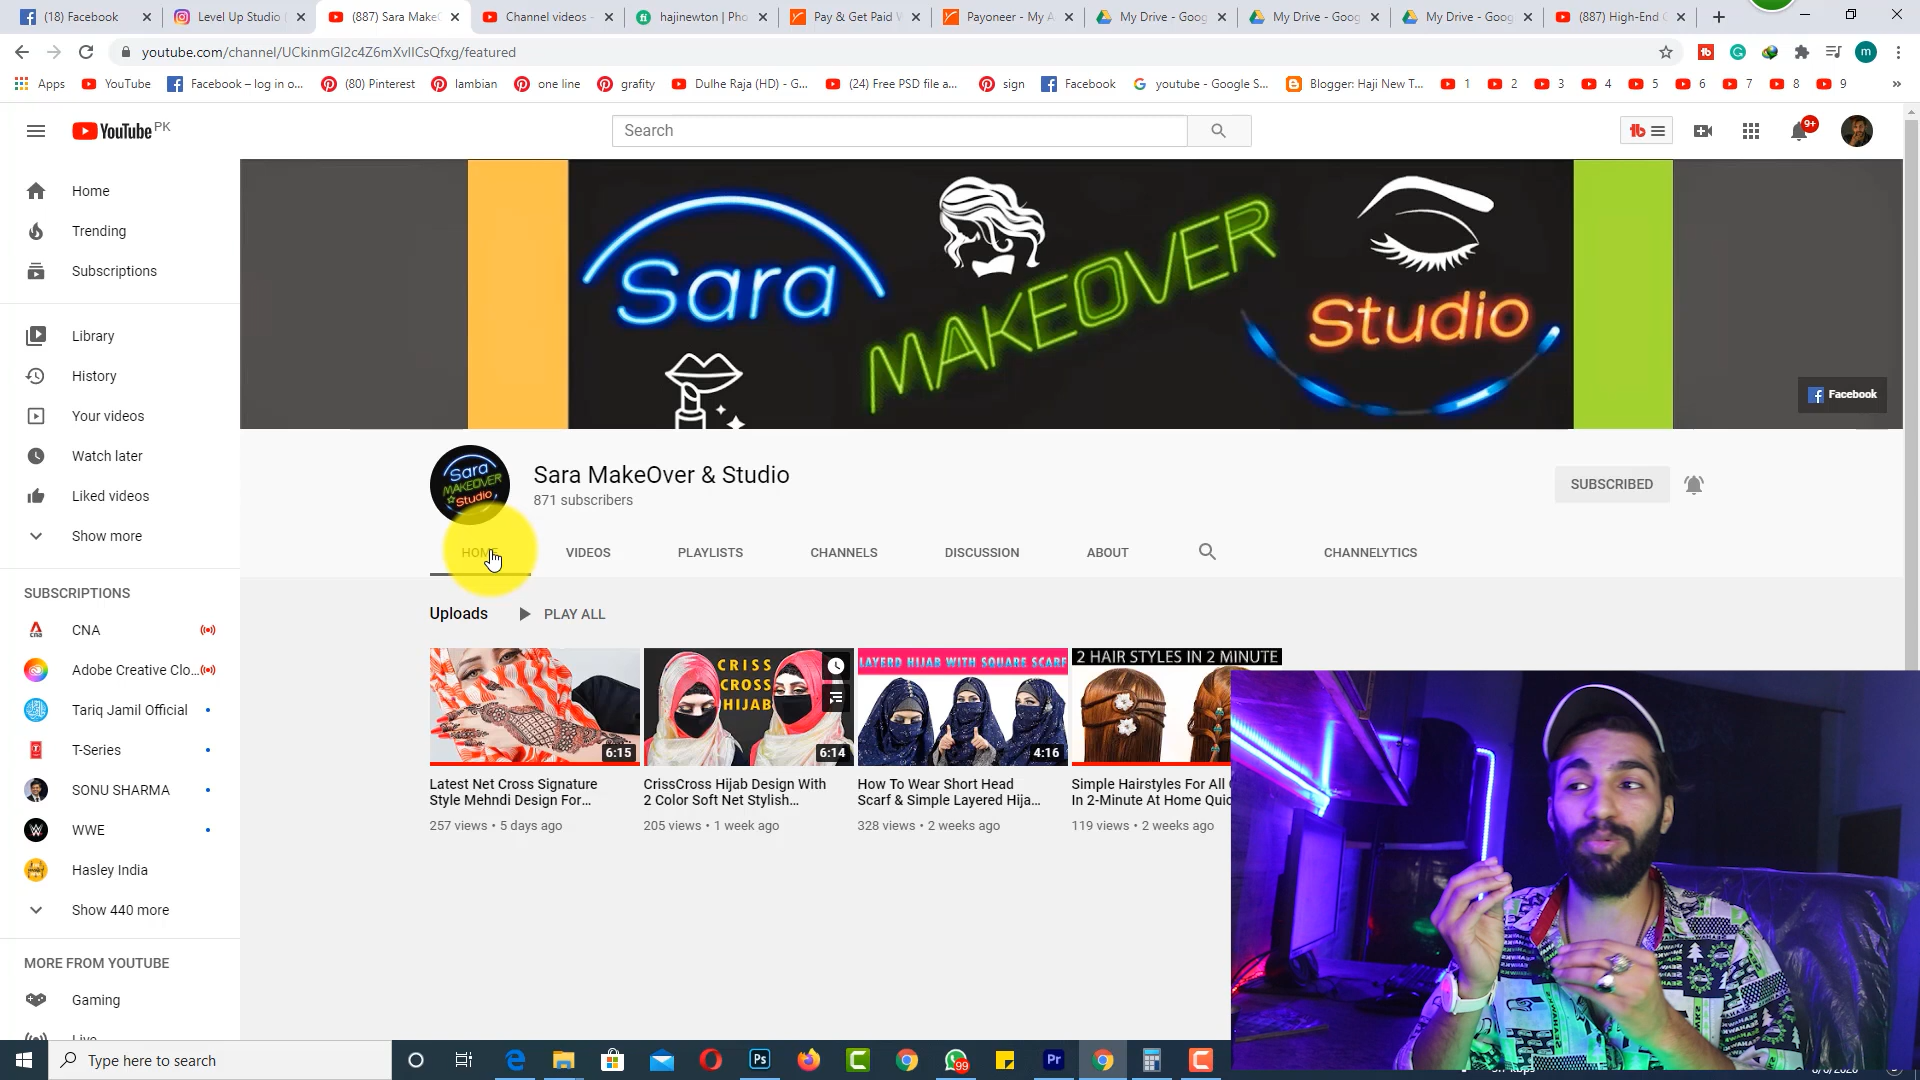 (18) Facebook
Level Up Studio
(887) Sara MakeO
Channel videos -
hajinewton | Pho
Pay & Get Paid
Payoneer - My A
My Drive - Goog
My Drive - Goog
My Drive - Goog
(887) High-End
youtube.com/channel/UCkinmGI2c4Z6mXvIlCsQfxg/featured
Apps
YouTube
Facebook – log in o...
(80) Pinterest
lambian
one line
grafity
Dulhe Raja (HD) - G...
(24) Free PSD file a...
sign
Facebook
youtube - Google S...
Blogger: Haji New T...
1
2
3
4
5
6
7
8
9
YouTube PK
Search
9+
Home
Trending
Subscriptions
Library
History
Your videos
Watch later
Liked videos
Show more
SUBSCRIPTIONS
CNA
Adobe Creative Clo...
Tariq Jamil Official
T-Series
SONU SHARMA
WWE
Hasley India
Show 440 more
MORE FROM YOUTUBE
Gaming
Live
Sara
MAKEOVER
Studio
Facebook
Sara
MAKEOVER
Studio
Sara MakeOver & Studio
871 subscribers
SUBSCRIBED
HOME
VIDEOS
PLAYLISTS
CHANNELS
DISCUSSION
ABOUT
CHANNELYTICS
Uploads
PLAY ALL
6:15
CRISS
CROSS
HIJAB
6:14
LAYERD HIJAB WITH SQUARE SCARF
4:16
2 HAIR STYLES IN 2 MINUTE
Latest Net Cross Signature
Style Mehndi Design For...
257 views • 5 days ago
CrissCross Hijab Design With
2 Color Soft Net Stylish...
205 views • 1 week ago
How To Wear Short Head
Scarf & Simple Layered Hija...
328 views • 2 weeks ago
Simple Hairstyles For All
In 2-Minute At Home Quic
119 views • 2 weeks ago
Type here to search
Ps
99
Pr